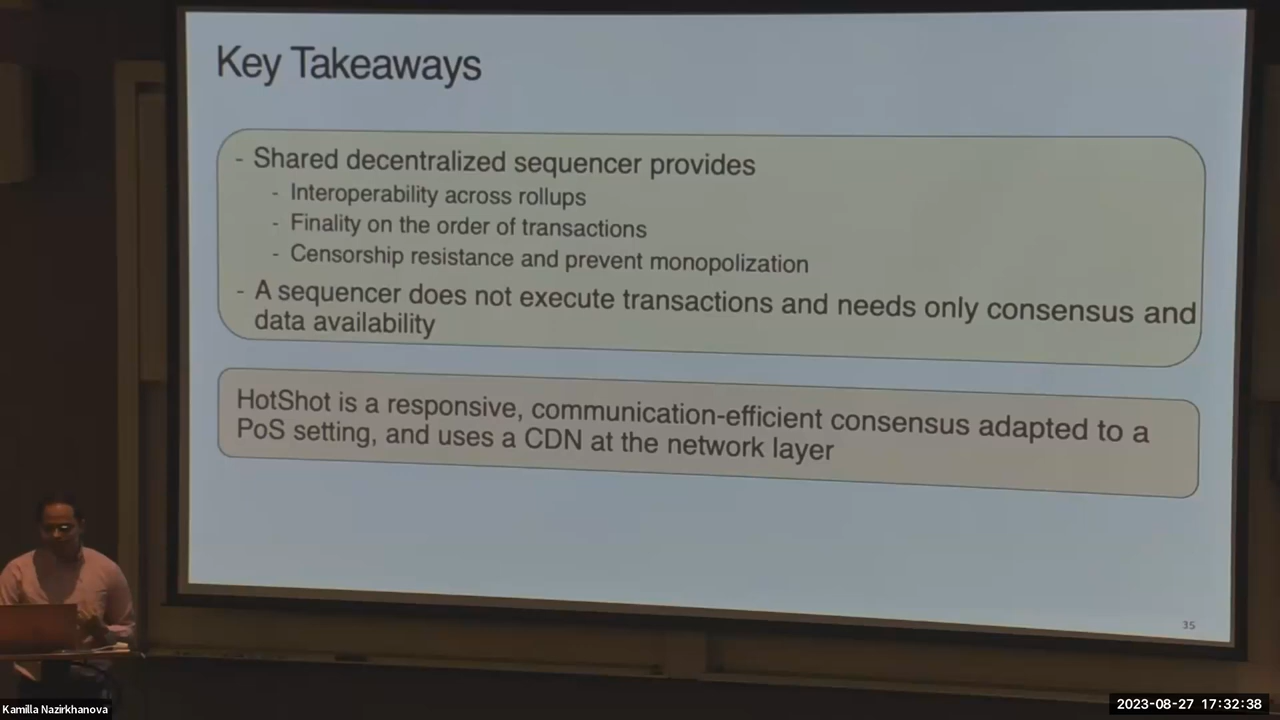 Key Takeaways
- Shared decentralized sequencer provides
- Interoperability across rollups
- Finality on the order of transactions
- Censorship resistance and prevent monopolization
- A sequencer does not execute transactions and needs only consensus and
data availability
HotShot is a responsive, communication-efficient consensus adapted to a
PoS setting, and uses a CDN at the network layer
35
Kamilla Nazirkhanova
2023-08-27 17:32:38